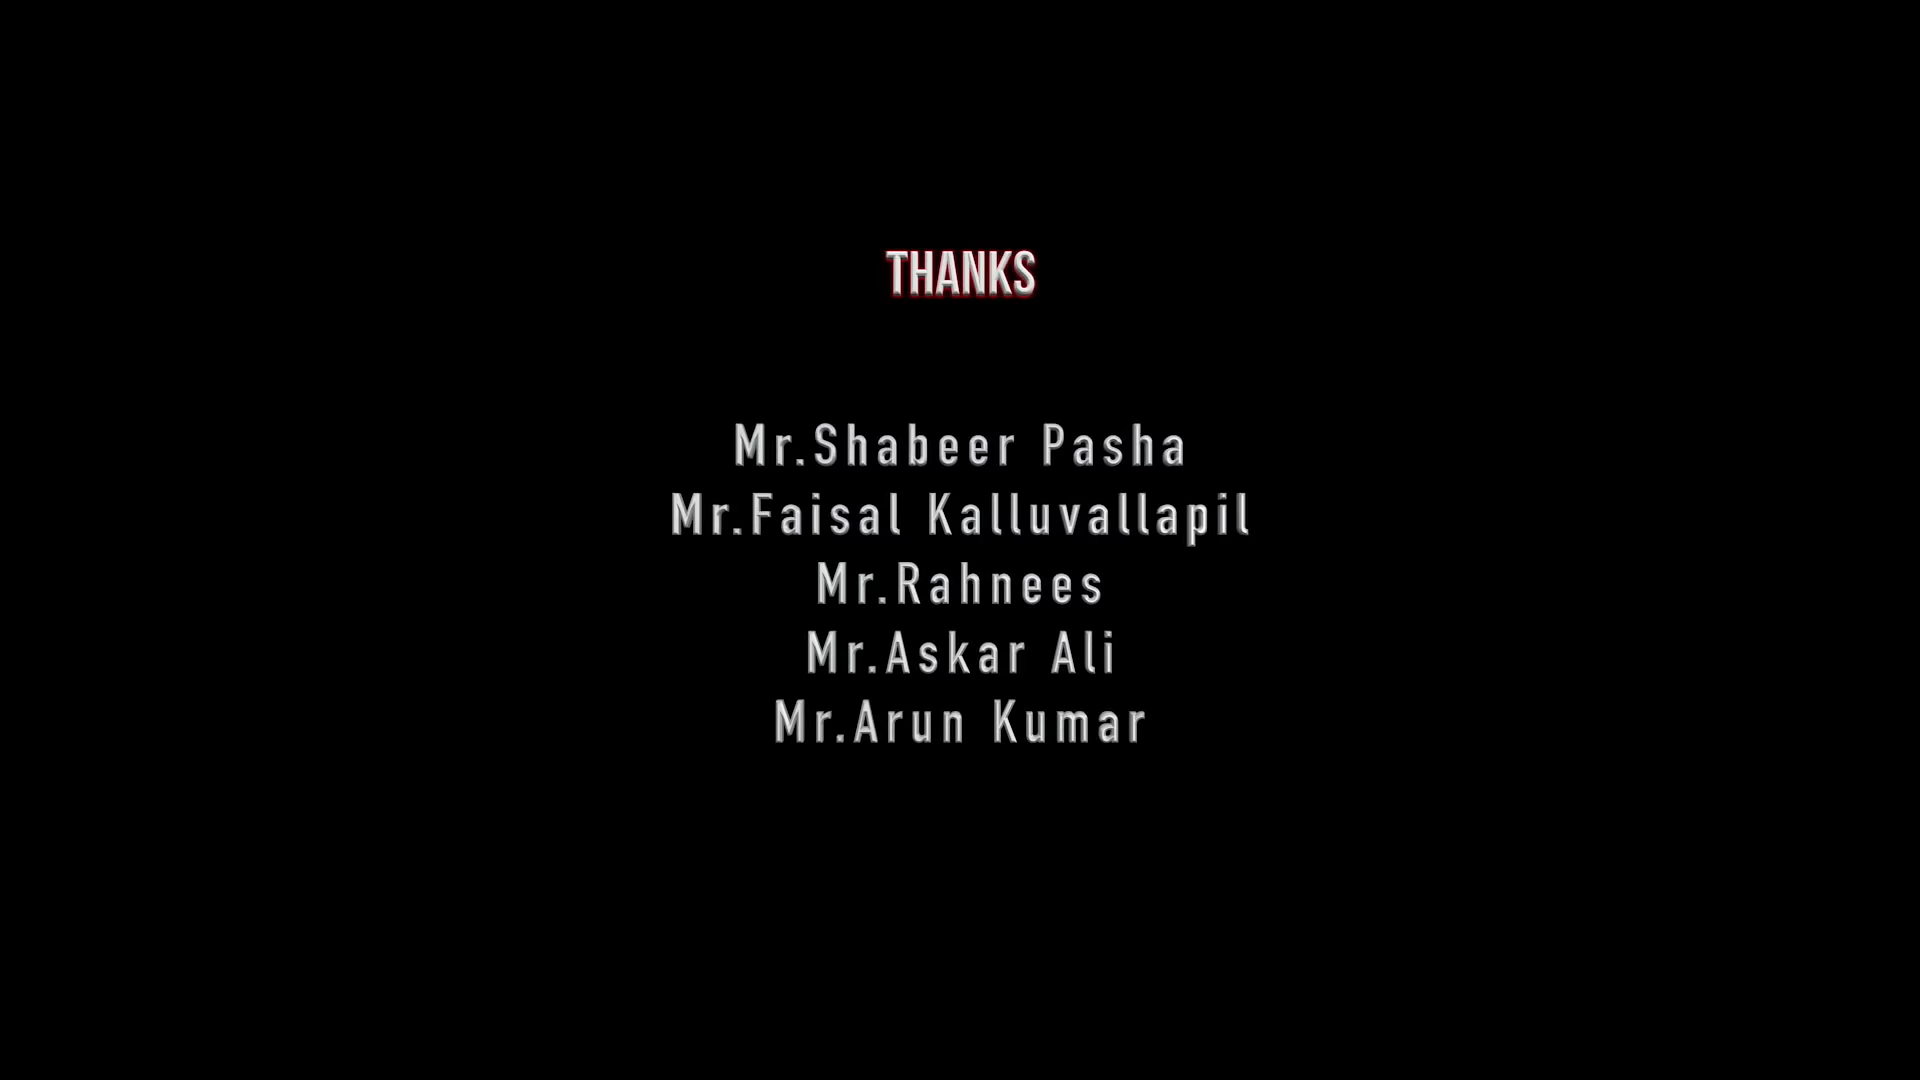 THANKS
Mr.Shabeer Pasha
Mr.Faisal Kalluvallapil
Mr.Rahnees
Mr.Askar Ali
Mr.Arun Kumar